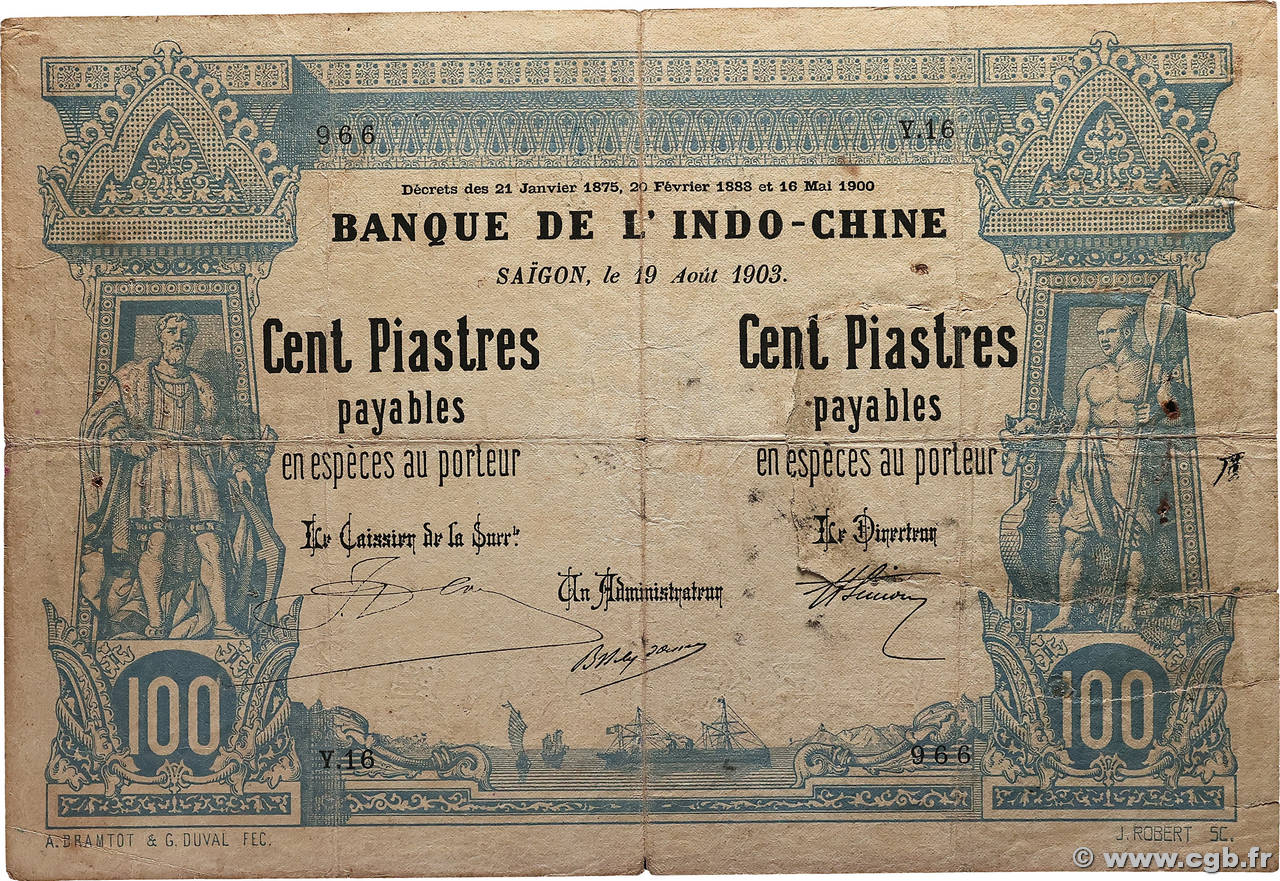 966 Y.16
Décrets des 21 Janvier 1875, 20 Février 1888 et 16 Mai 1900
BANQUE DE L'INDO-CHINE
SAÏGON, le 19 Août 1903.
Cent Piastres
payables
en espèces au porteur
Cent Piastres
payables
en espèces au porteur
Le Caissier de la Surr.le
Un Administrateur
Le Directeur
100
100
Y.16 966
A. BRAMTOT & G. DUVAL FEC.
J. ROBERT SC.
© www.cgb.fr